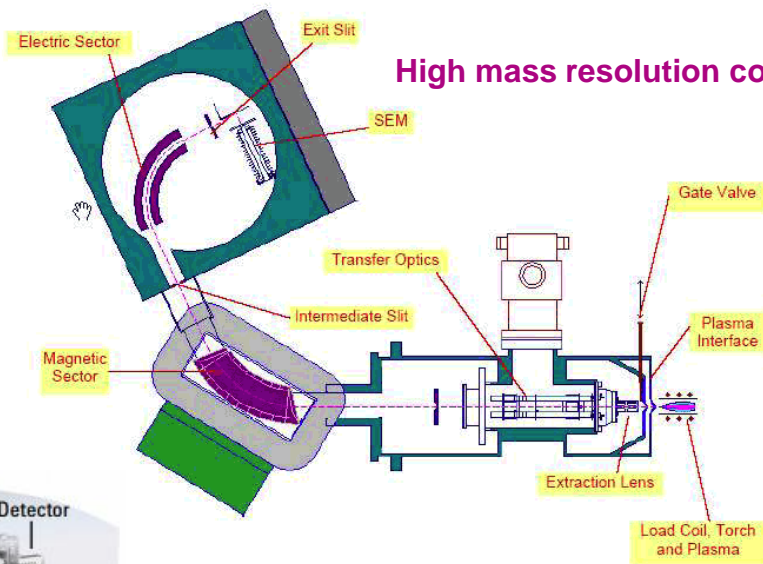 Exit Slit
Electric Sector
High mass resolution co
SEM
Gate Valve
Transfer Optics
Intermediate Slit
Plasma
Interface
Magnetic
Sector
Extraction Lens
Detector
Load Coil, Torch
and Plasma